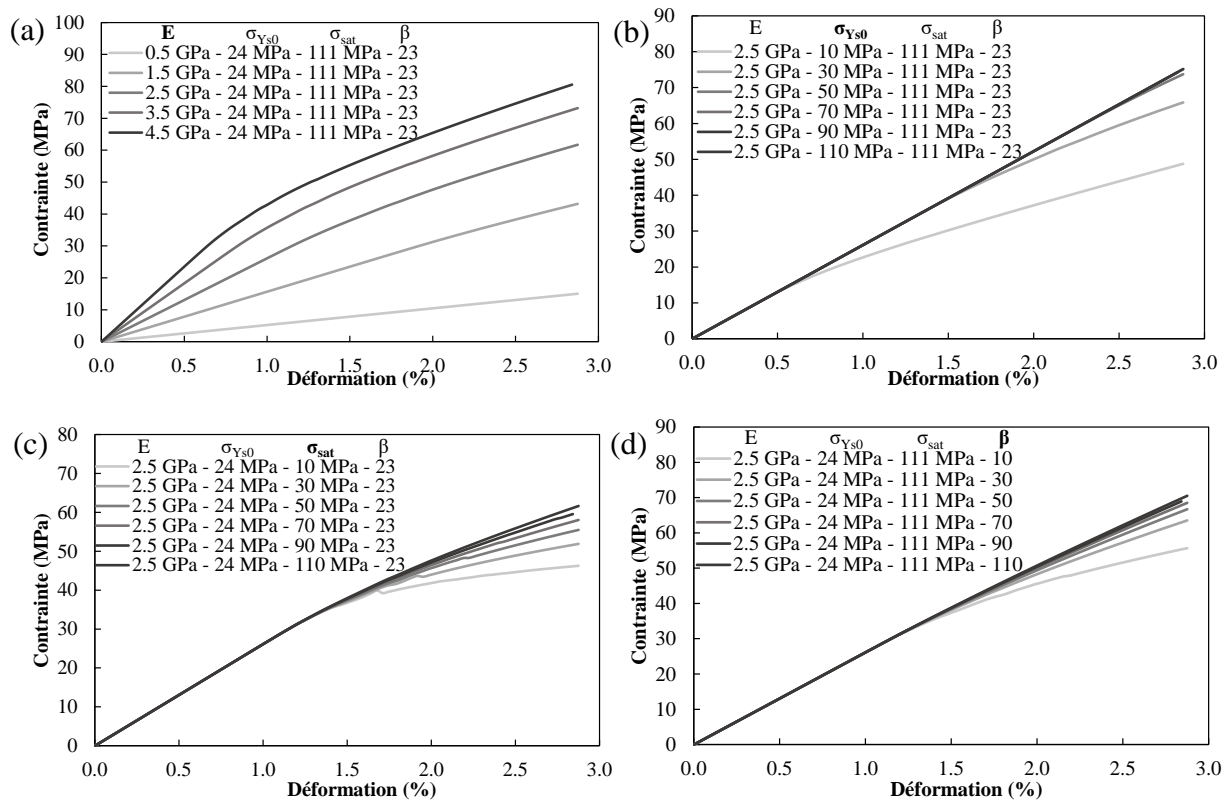 (a)
E σYs0 σsat β
0.5 GPa - 24 MPa - 111 MPa - 23
1.5 GPa - 24 MPa - 111 MPa - 23
2.5 GPa - 24 MPa - 111 MPa - 23
3.5 GPa - 24 MPa - 111 MPa - 23
4.5 GPa - 24 MPa - 111 MPa - 23
100
90
80
70
60
50
40
30
20
10
0
Contrainte (MPa)
0.0 0.5 1.0 1.5 2.0 2.5 3.0
Déformation (%)
(b)
E σYs0 σsat β
2.5 GPa - 10 MPa - 111 MPa - 23
2.5 GPa - 30 MPa - 111 MPa - 23
2.5 GPa - 50 MPa - 111 MPa - 23
2.5 GPa - 70 MPa - 111 MPa - 23
2.5 GPa - 90 MPa - 111 MPa - 23
2.5 GPa - 110 MPa - 111 MPa - 23
90
80
70
60
50
40
30
20
10
0
Contrainte (MPa)
0.0 0.5 1.0 1.5 2.0 2.5 3.0
Déformation (%)
(c)
E σYs0 σsat β
2.5 GPa - 24 MPa - 10 MPa - 23
2.5 GPa - 24 MPa - 30 MPa - 23
2.5 GPa - 24 MPa - 50 MPa - 23
2.5 GPa - 24 MPa - 70 MPa - 23
2.5 GPa - 24 MPa - 90 MPa - 23
2.5 GPa - 24 MPa - 110 MPa - 23
80
70
60
50
40
30
20
10
0
Contrainte (MPa)
0.0 0.5 1.0 1.5 2.0 2.5 3.0
Déformation (%)
(d)
E σYs0 σsat β
2.5 GPa - 24 MPa - 111 MPa - 10
2.5 GPa - 24 MPa - 111 MPa - 30
2.5 GPa - 24 MPa - 111 MPa - 50
2.5 GPa - 24 MPa - 111 MPa - 70
2.5 GPa - 24 MPa - 111 MPa - 90
2.5 GPa - 24 MPa - 111 MPa - 110
90
80
70
60
50
40
30
20
10
0
Contrainte (MPa)
0.0 0.5 1.0 1.5 2.0 2.5 3.0
Déformation (%)